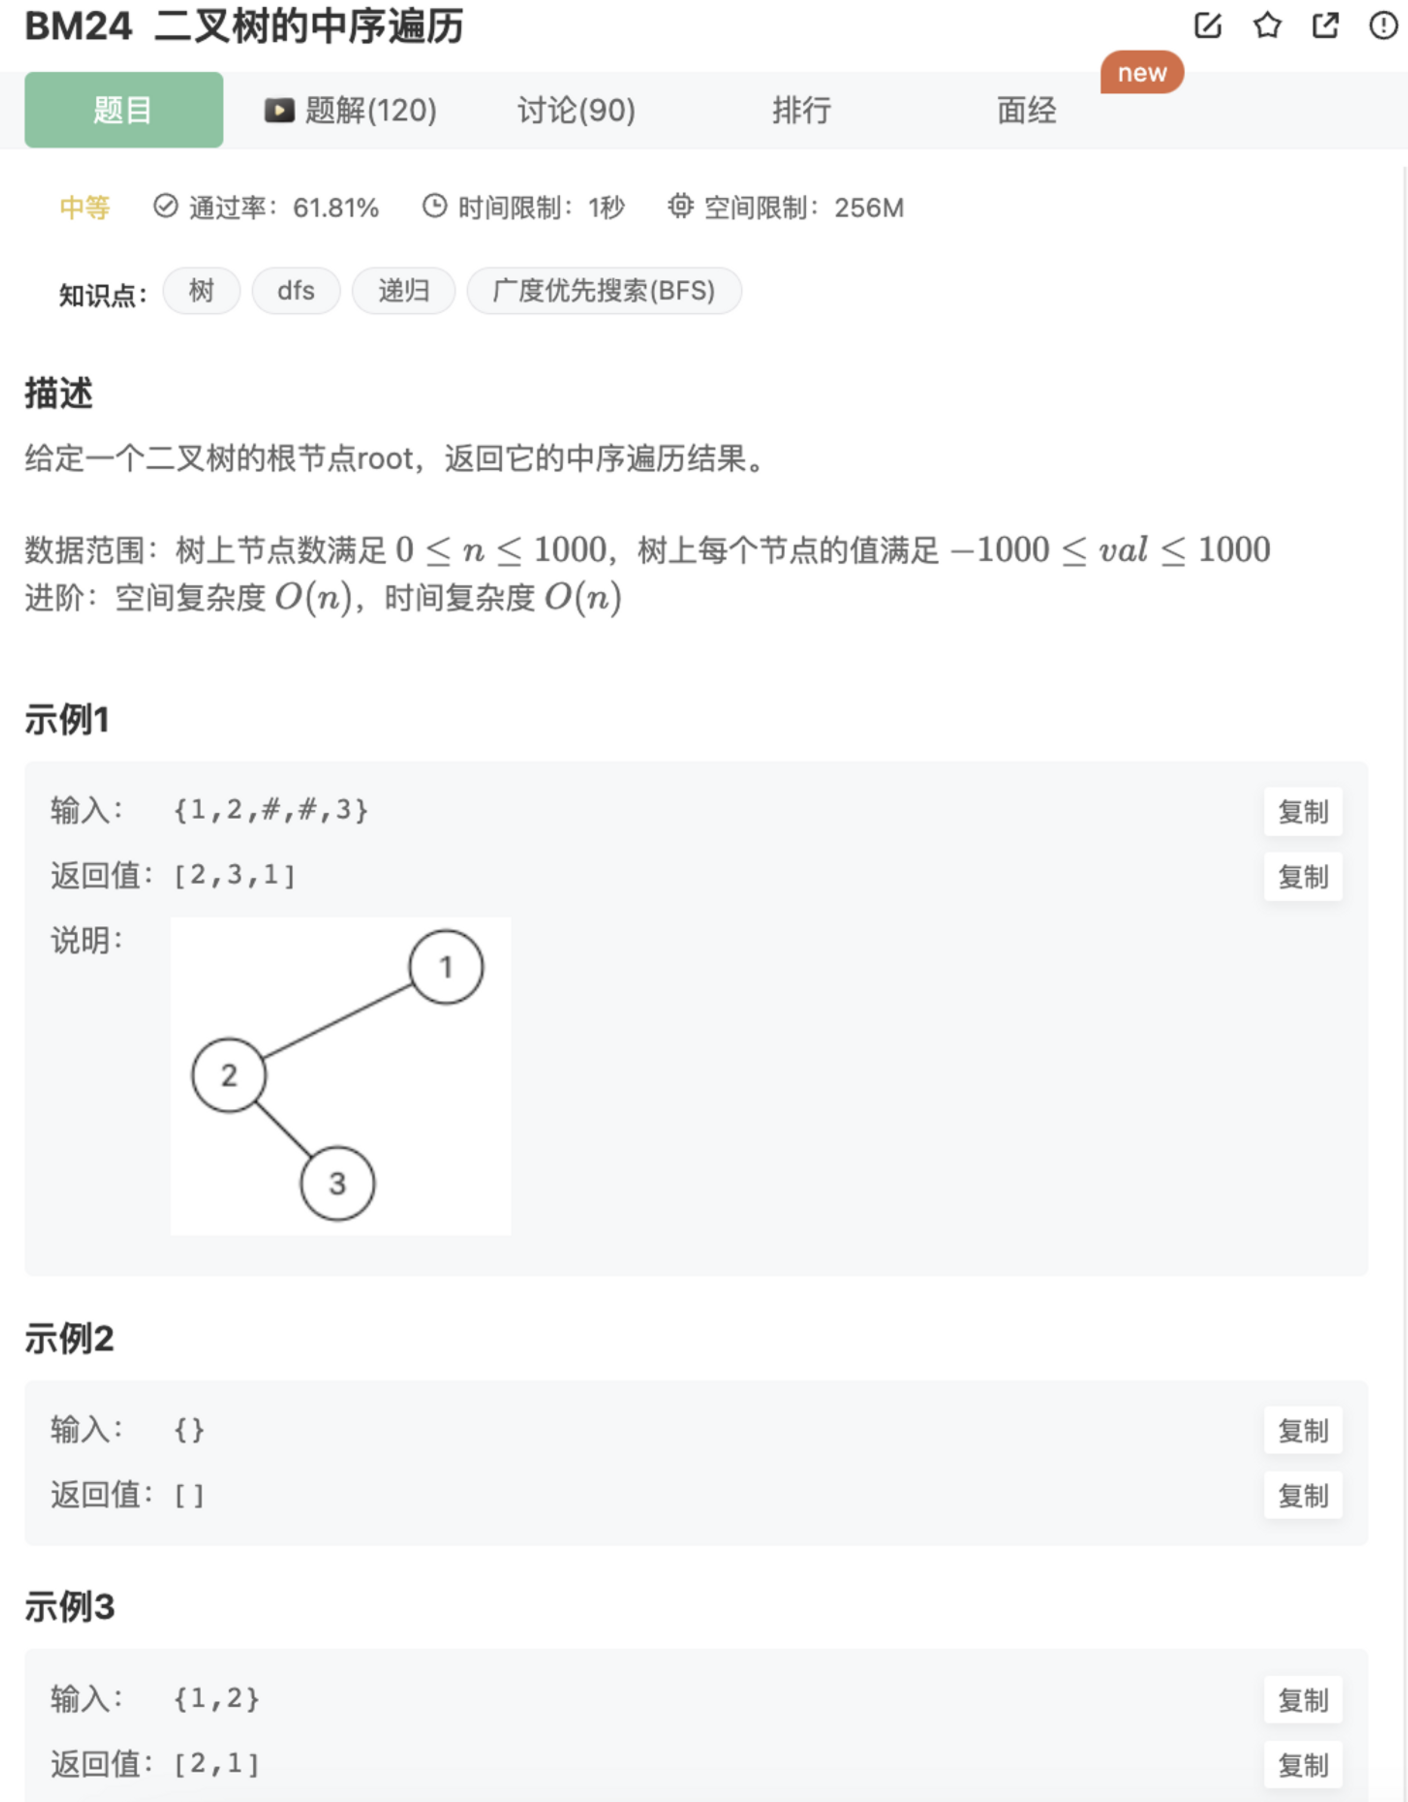 BM24 二叉树的中序遍历
new
题目 题解(120) 讨论(90) 排行 面经
中等 通过率：61.81% 时间限制：1秒 空间限制：256M
知识点： 树 dfs 递归 广度优先搜索(BFS)
描述
给定一个二叉树的根节点root，返回它的中序遍历结果。
数据范围：树上节点数满足 0 ≤ n ≤ 1000，树上每个节点的值满足 −1000 ≤ val ≤ 1000
进阶：空间复杂度 O(n)，时间复杂度 O(n)
示例1
输入： {1,2,#,#,3} 复制
返回值： [2,3,1] 复制
说明：
1
2
3
示例2
输入： {} 复制
返回值： [] 复制
示例3
输入： {1,2} 复制
返回值： [2,1] 复制